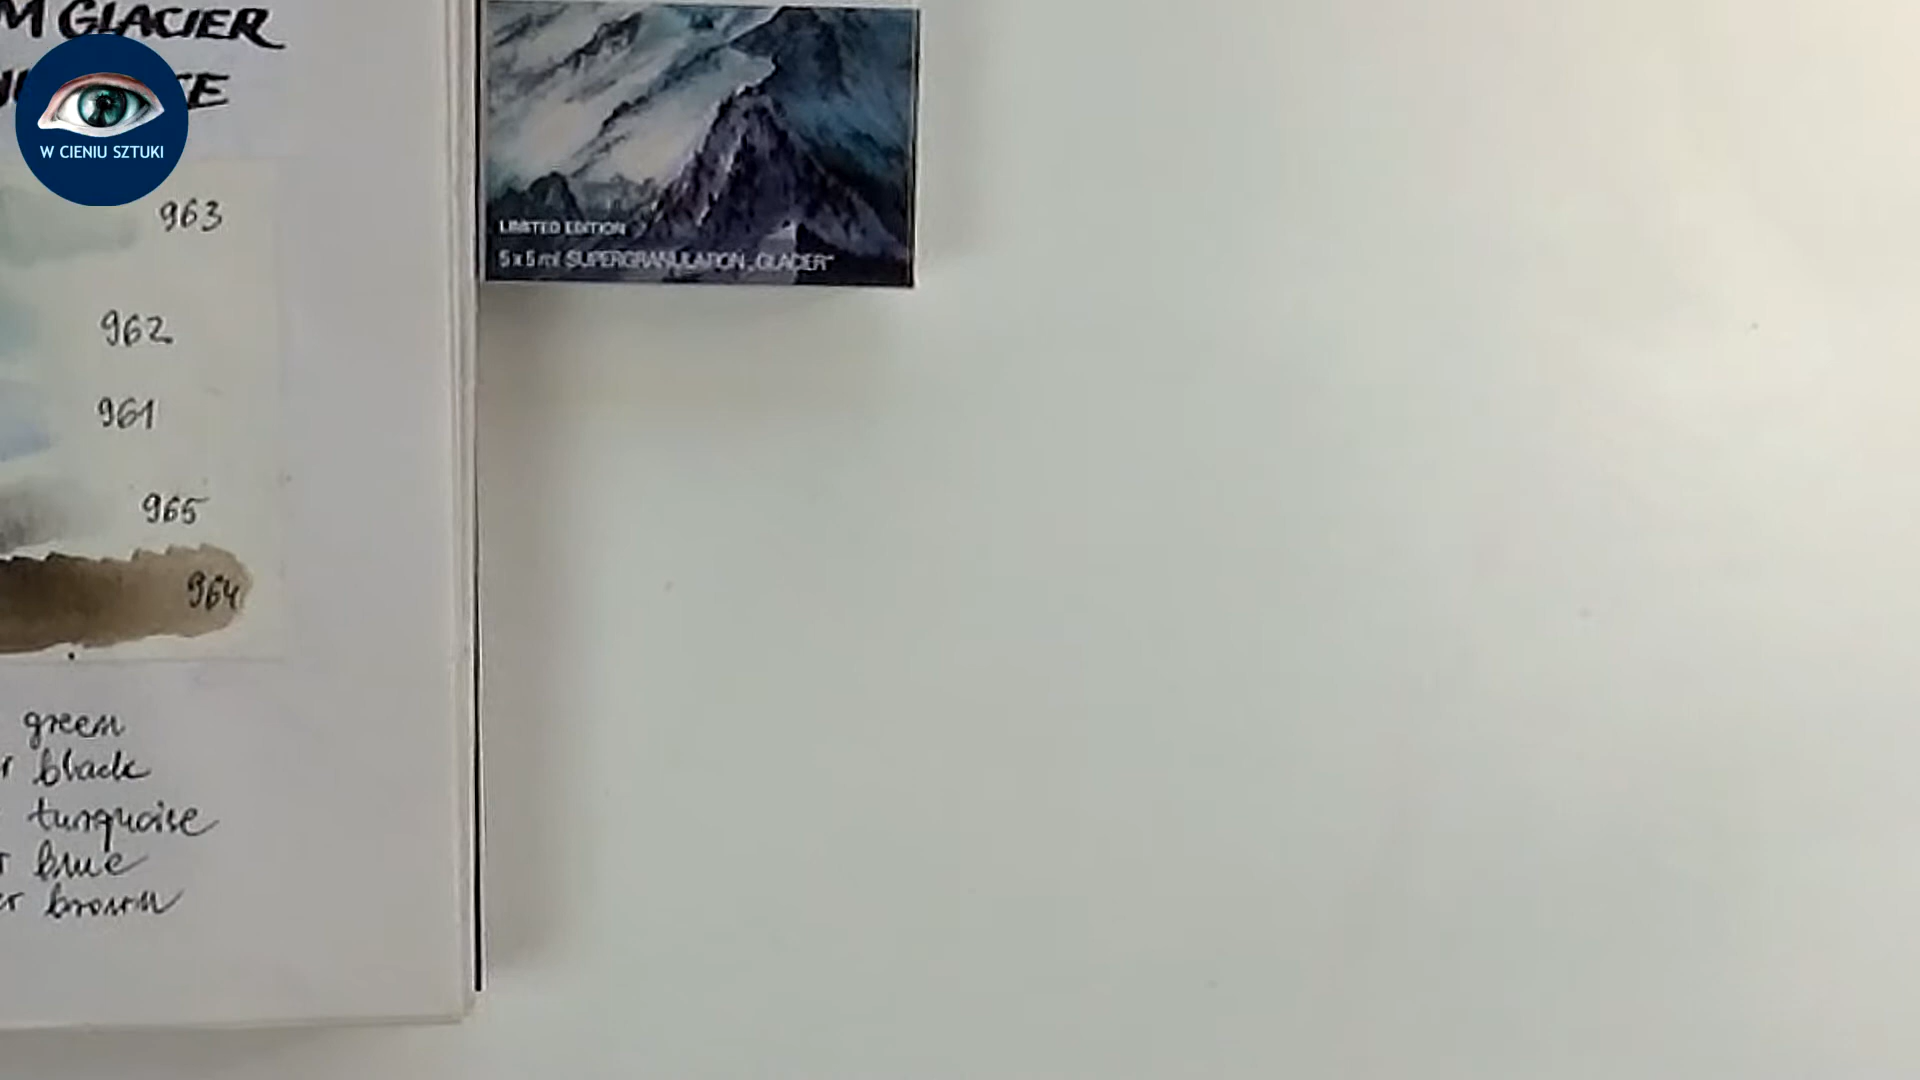 M GLACIER
W CIENIU SZTUKI
963
962
961
965
964
green
black
turquoise
blue
brown
LIMITED EDITION
5 x 5 ml SUPERGRANULATION „GLACIER“